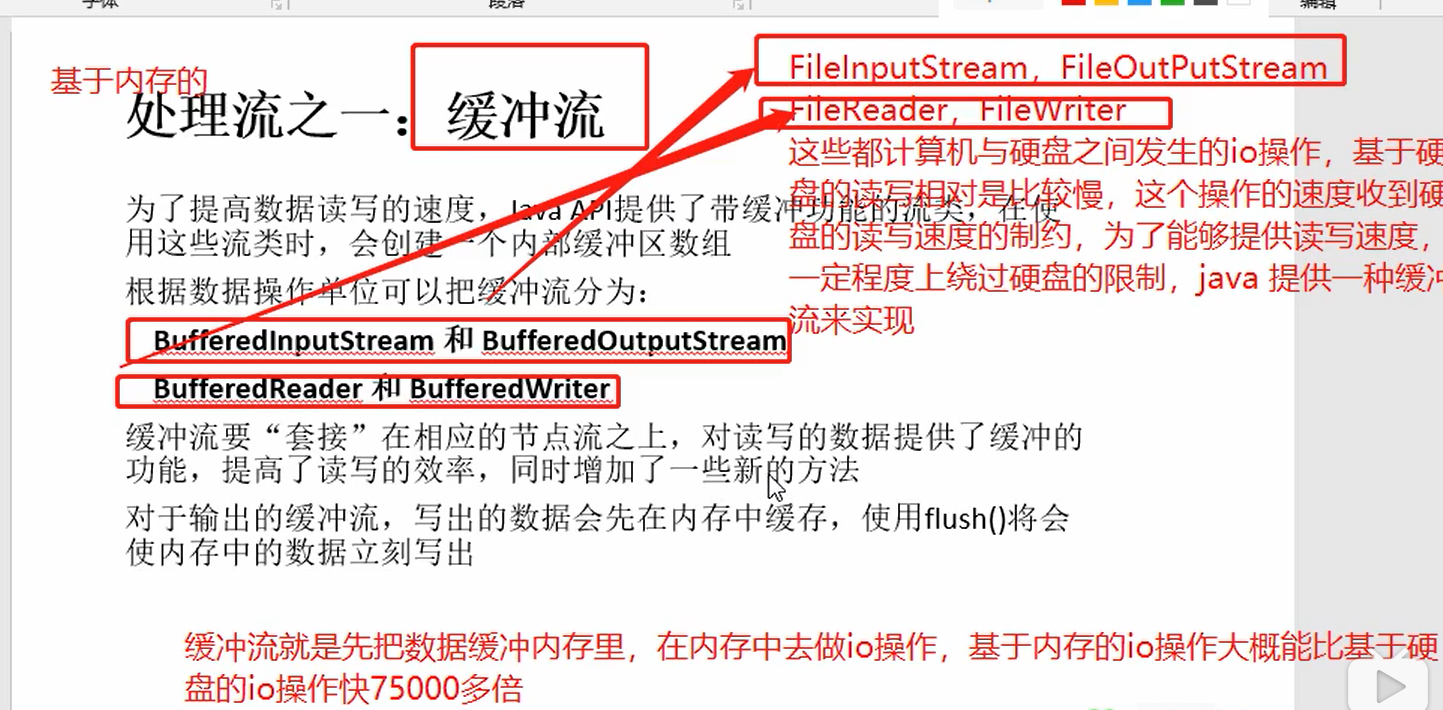 字体
段落
编辑
基于内存的
处理流之一：缓冲流
FileInputStream，FileOutPutStream
FileReader，FileWriter
这些都计算机与硬盘之间发生的io操作，基于硬
盘的读写相对是比较慢，这个操作的速度收到硬
盘的读写速度的制约，为了能够提供读写速度，
一定程度上绕过硬盘的限制，java 提供一种缓冲
流来实现
为了提高数据读写的速度，Java API提供了带缓冲功能的流类，在使
用这些流类时，会创建一个内部缓冲区数组
根据数据操作单位可以把缓冲流分为：
BufferedInputStream 和 BufferedOutputStream
BufferedReader 和 BufferedWriter
缓冲流要“套接”在相应的节点流之上，对读写的数据提供了缓冲的
功能，提高了读写的效率，同时增加了一些新的方法
对于输出的缓冲流，写出的数据会先在内存中缓存，使用flush()将会
使内存中的数据立刻写出
缓冲流就是先把数据缓冲内存里，在内存中去做io操作，基于内存的io操作大概能比基于硬
盘的io操作快75000多倍